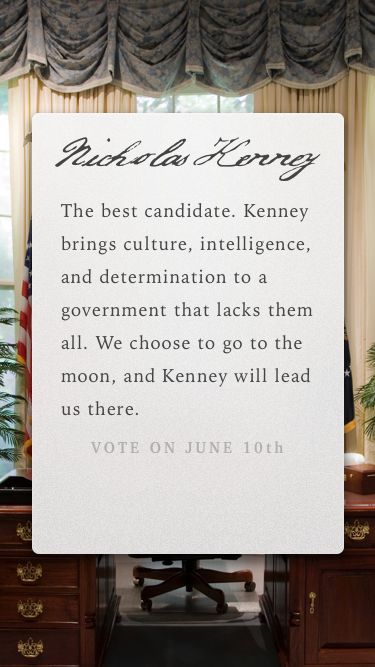 Nicholas Kenney
The best candidate. Kenney
brings culture, intelligence,
and determination to a
government that lacks them
all. We choose to go to the
moon, and Kenney will lead
us there.
VOTE ON JUNE 10th